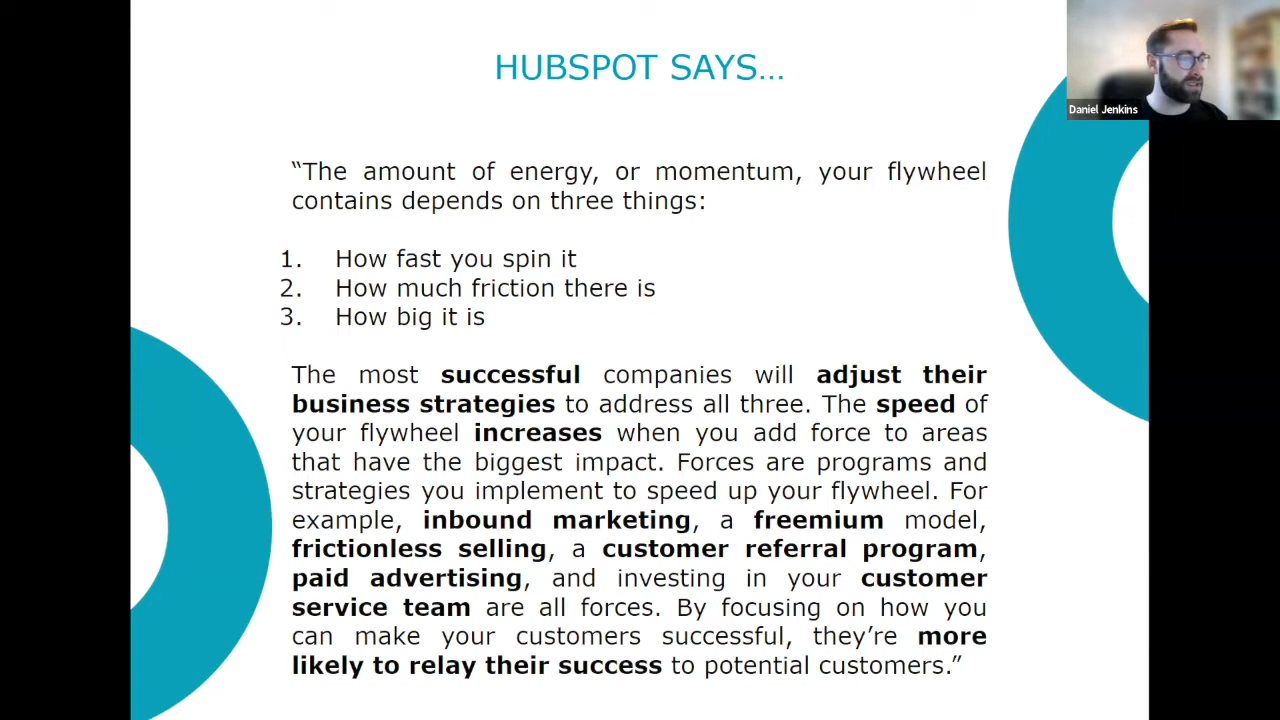 HUBSPOT SAYS...
Daniel Jenkins
“The amount of energy, or momentum, your flywheel
contains depends on three things:
1. How fast you spin it
2. How much friction there is
3. How big it is
The most successful companies will adjust their
business strategies to address all three. The speed of
your flywheel increases when you add force to areas
that have the biggest impact. Forces are programs and
strategies you implement to speed up your flywheel. For
example, inbound marketing, a freemium model,
frictionless selling, a customer referral program,
paid advertising, and investing in your customer
service team are all forces. By focusing on how you
can make your customers successful, they’re more
likely to relay their success to potential customers.”